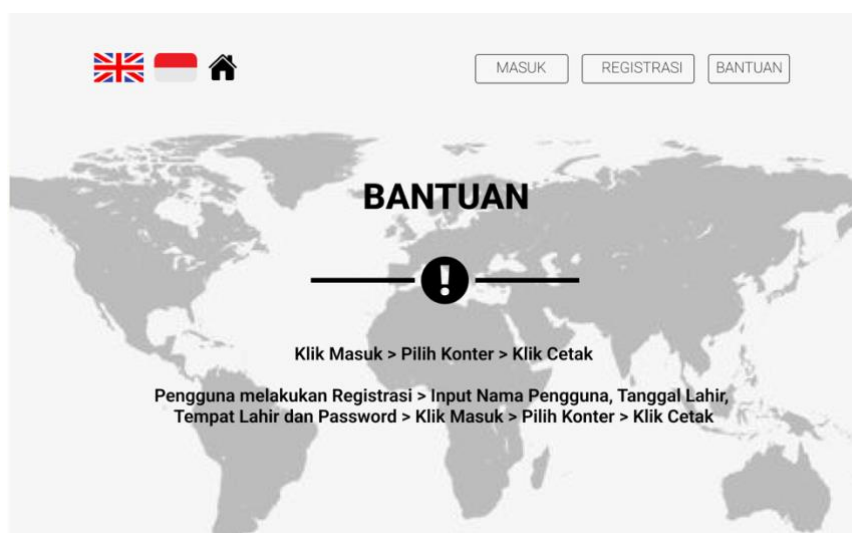 MASUK
REGISTRASI
BANTUAN
BANTUAN
Klik Masuk > Pilih Konter > Klik Cetak
Pengguna melakukan Registrasi > Input Nama Pengguna, Tanggal Lahir,
Tempat Lahir dan Password > Klik Masuk > Pilih Konter > Klik Cetak